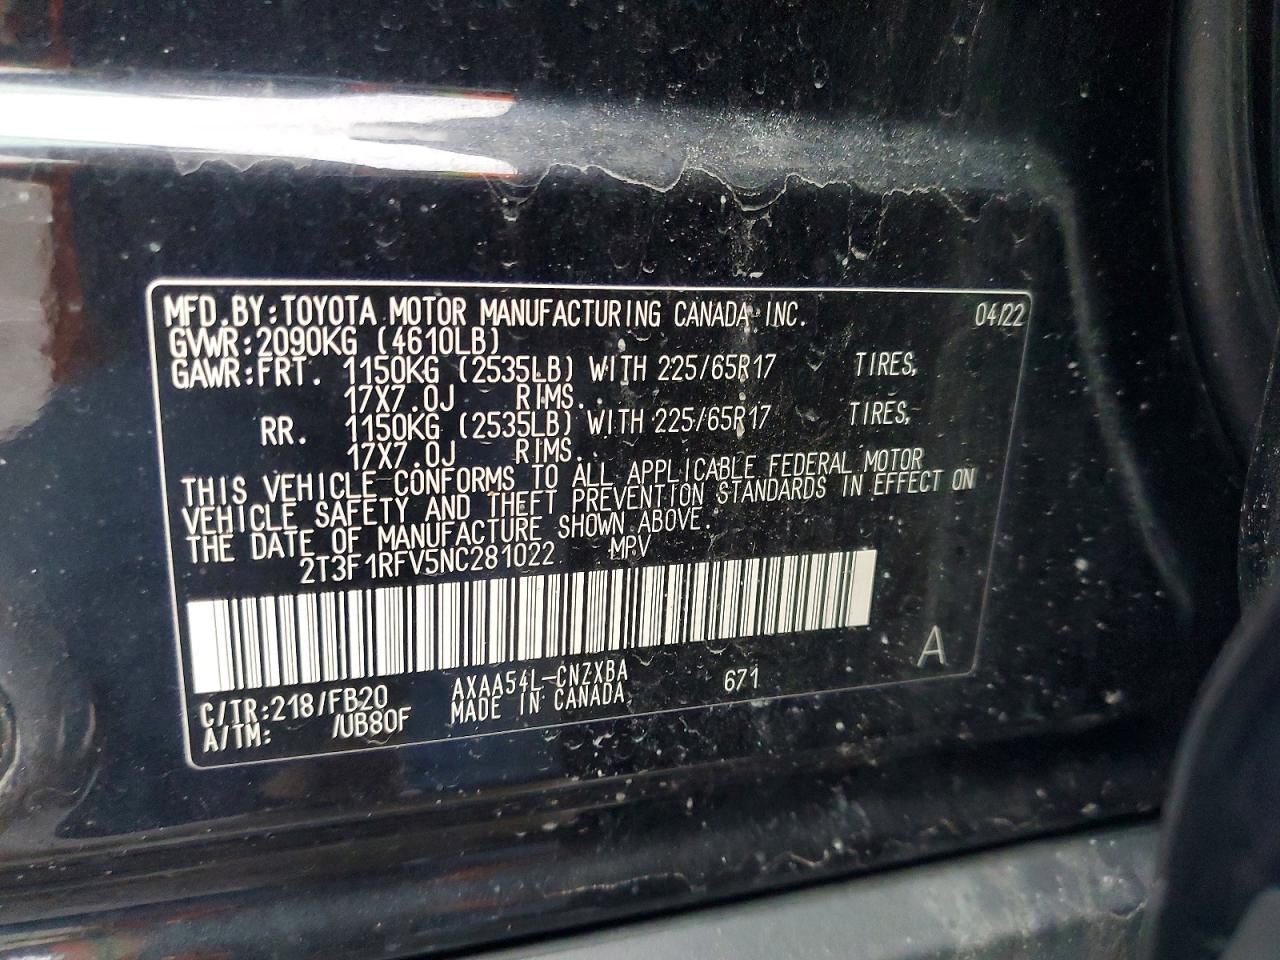 MFD.BY:TOYOTA MOTOR MANUFACTURING CANADA INC. 04/22
GVWR:2090KG (4610LB)
GAWR:FRT. 1150KG (2535LB) WITH 225/65R17 TIRES,
17X7.0J RIMS.
RR. 1150KG (2535LB) WITH 225/65R17 TIRES,
17X7.0J RIMS.
THIS VEHICLE CONFORMS TO ALL APPLICABLE FEDERAL MOTOR
VEHICLE SAFETY AND THEFT PREVENTION STANDARDS IN EFFECT ON
THE DATE OF MANUFACTURE SHOWN ABOVE.
2T3F1RFV5NC281022 MPV
C/TR:218/FB20 AXAA54L-CNZXBA 671 A
A/TM: /UB80F MADE IN CANADA